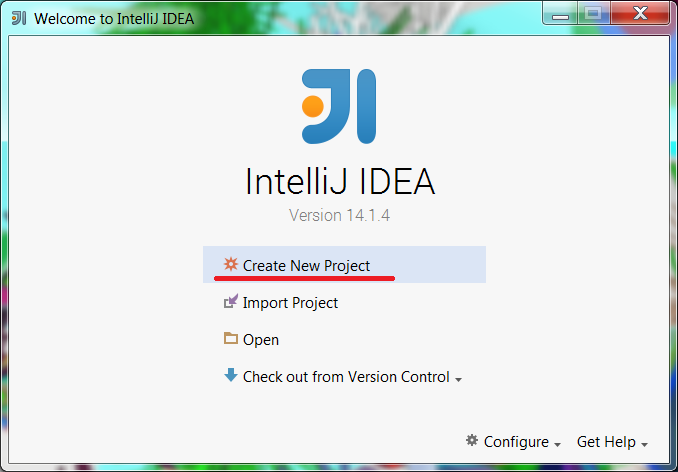 Welcome to IntelliJ IDEA
IntelliJ IDEA
Version 14.1.4
Create New Project
Import Project
Open
Check out from Version Control
Configure
Get Help